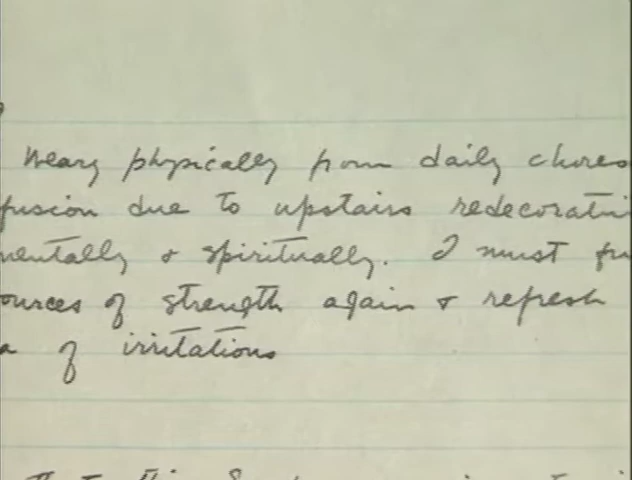 Weary physically from daily chores
fusion due to upstairs redecorati
mentally & spiritually. I must
ources of strength again & refresh
of irritations